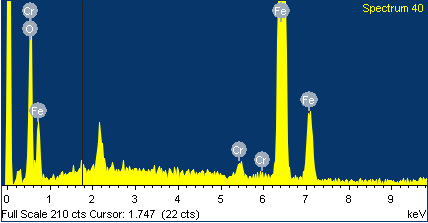 Spectrum 40
Cr
O
Fe
Fe
Fe
Cr
Cr
0 1 2 3 4 5 6 7 8 9
Full Scale 210 cts Cursor: 1.747 (22 cts) keV